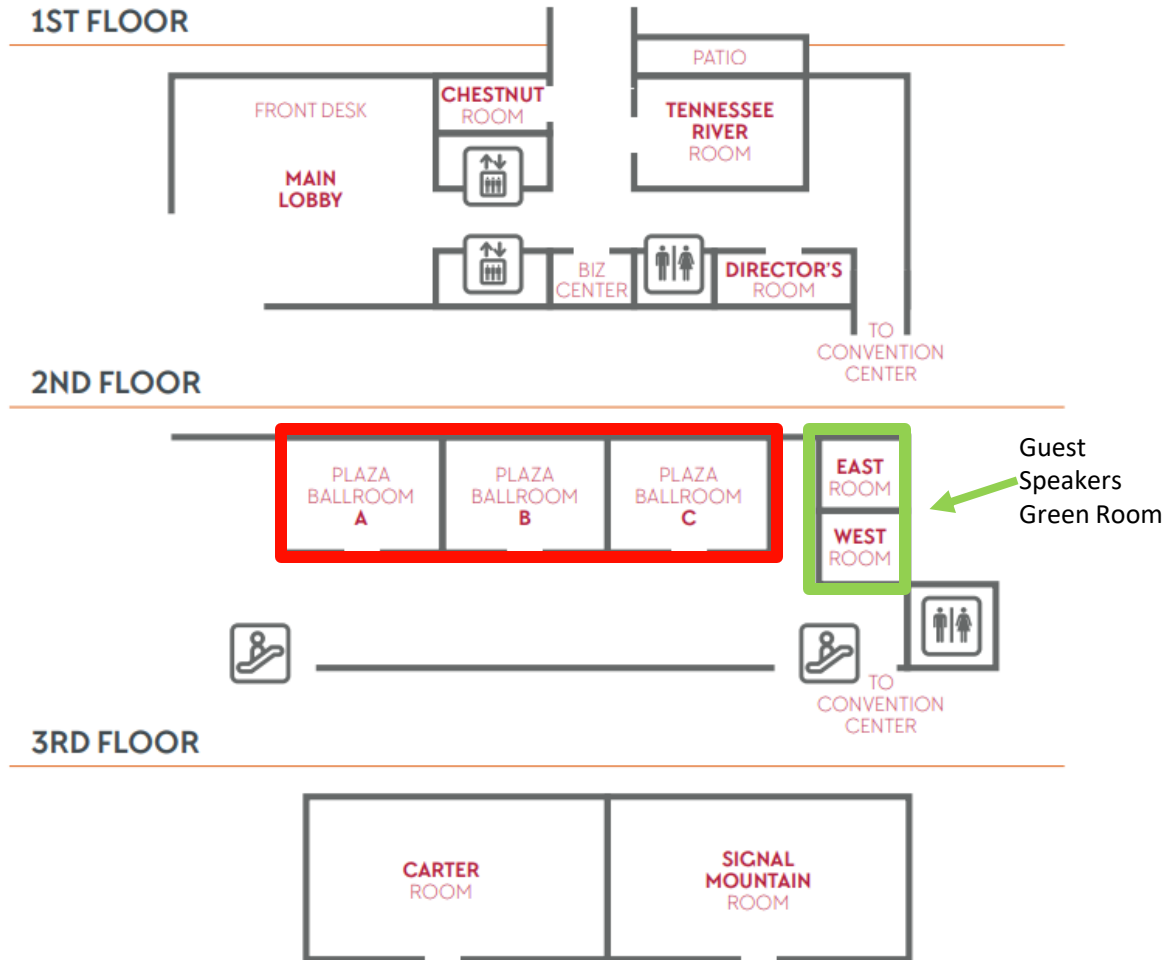 1ST FLOOR
PATIO
FRONT DESK
CHESTNUT
ROOM
TENNESSEE
RIVER
ROOM
MAIN
LOBBY
BIZ
CENTER
DIRECTOR'S
ROOM
TO
CONVENTION
CENTER
2ND FLOOR
PLAZA
BALLROOM
A
PLAZA
BALLROOM
B
PLAZA
BALLROOM
C
EAST
ROOM
WEST
ROOM
Guest
Speakers
Green Room
TO
CONVENTION
CENTER
3RD FLOOR
CARTER
ROOM
SIGNAL
MOUNTAIN
ROOM